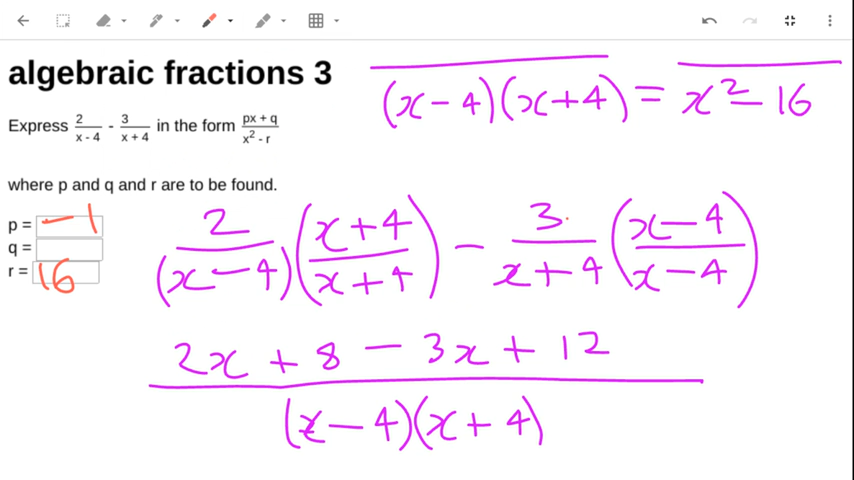 algebraic fractions 3
(x - 4)(x + 4) = x² - 16
Express 2/(x - 4) - 3/(x + 4) in the form (px + q)/(x² - r)
where p and q and r are to be found.
p = -1
q =
r = 16
2/(x - 4) ((x + 4)/(x + 4)) - 3/(x + 4) ((x - 4)/(x - 4))
2x + 8 - 3x + 12
(x - 4)(x + 4)